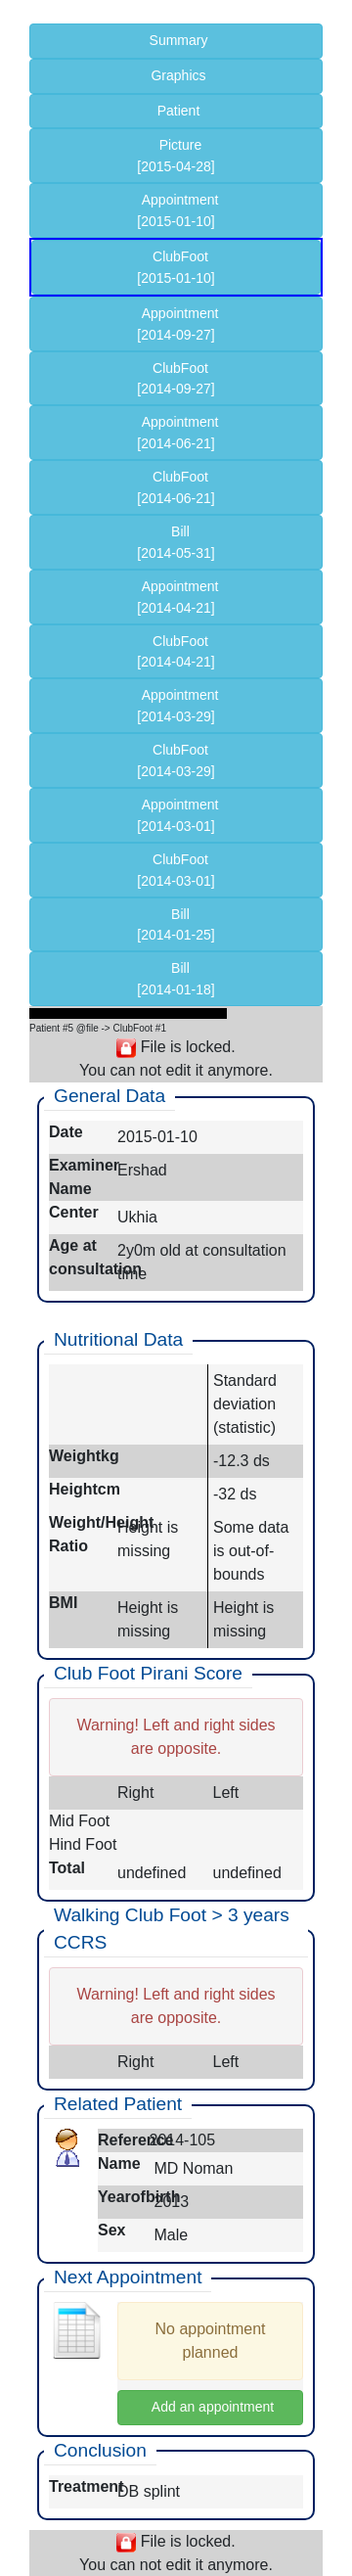 Summary
Graphics
Patient
Picture
[2015-04-28]
Appointment
[2015-01-10]
ClubFoot
[2015-01-10]
Appointment
[2014-09-27]
ClubFoot
[2014-09-27]
Appointment
[2014-06-21]
ClubFoot
[2014-06-21]
Bill
[2014-05-31]
Appointment
[2014-04-21]
ClubFoot
[2014-04-21]
Appointment
[2014-03-29]
ClubFoot
[2014-03-29]
Appointment
[2014-03-01]
ClubFoot
[2014-03-01]
Bill
[2014-01-25]
Bill
[2014-01-18]
Patient #5 @file -> ClubFoot #1
File is locked.
You can not edit it anymore.
General Data
Date 2015-01-10
Examiner Ershad
Name
Center Ukhia
Age at 2y0m old at consultation
consultation time
Nutritional Data
Standard
deviation
(statistic)
Weightkg -12.3 ds
Heightcm -32 ds
Weight/Height Height is Some data
Ratio missing is out-of-
bounds
BMI Height is Height is
missing missing
Club Foot Pirani Score
Warning! Left and right sides
are opposite.
Right Left
Mid Foot
Hind Foot
Total undefined undefined
Walking Club Foot > 3 years
CCRS
Warning! Left and right sides
are opposite.
Right Left
Related Patient
Reference 2014-105
Name MD Noman
Yearofbirth 2013
Sex Male
Next Appointment
No appointment
planned
Add an appointment
Conclusion
Treatment DB splint
File is locked.
You can not edit it anymore.